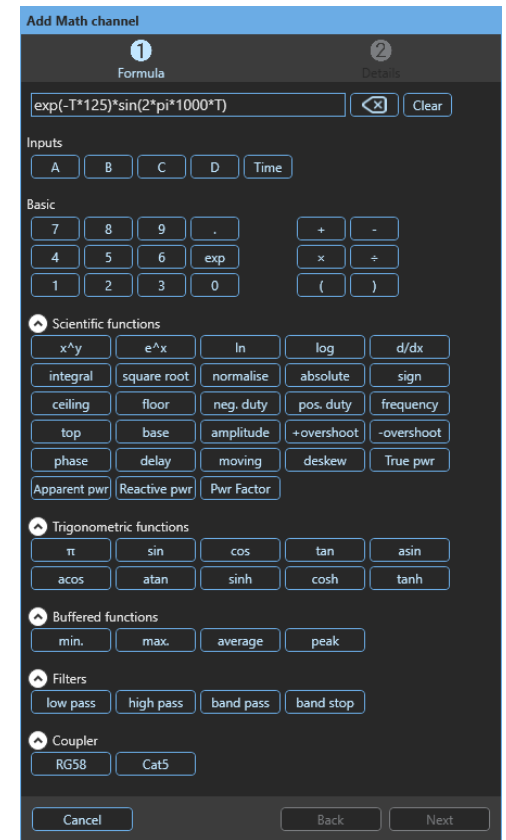 Add Math channel
1 2
Formula Details
exp(-T*125)*sin(2*pi*1000*T) Clear
Inputs
A B C D Time
Basic
7 8 9 . + -
4 5 6 exp × ÷
1 2 3 0 ( )
Scientific functions
x^y e^x ln log d/dx
integral square root normalise absolute sign
ceiling floor neg. duty pos. duty frequency
top base amplitude +overshoot -overshoot
phase delay moving deskew True pwr
Apparent pwr Reactive pwr Pwr Factor
Trigonometric functions
π sin cos tan asin
acos atan sinh cosh tanh
Buffered functions
min. max. average peak
Filters
low pass high pass band pass band stop
Coupler
RG58 Cat5
Cancel Back Next